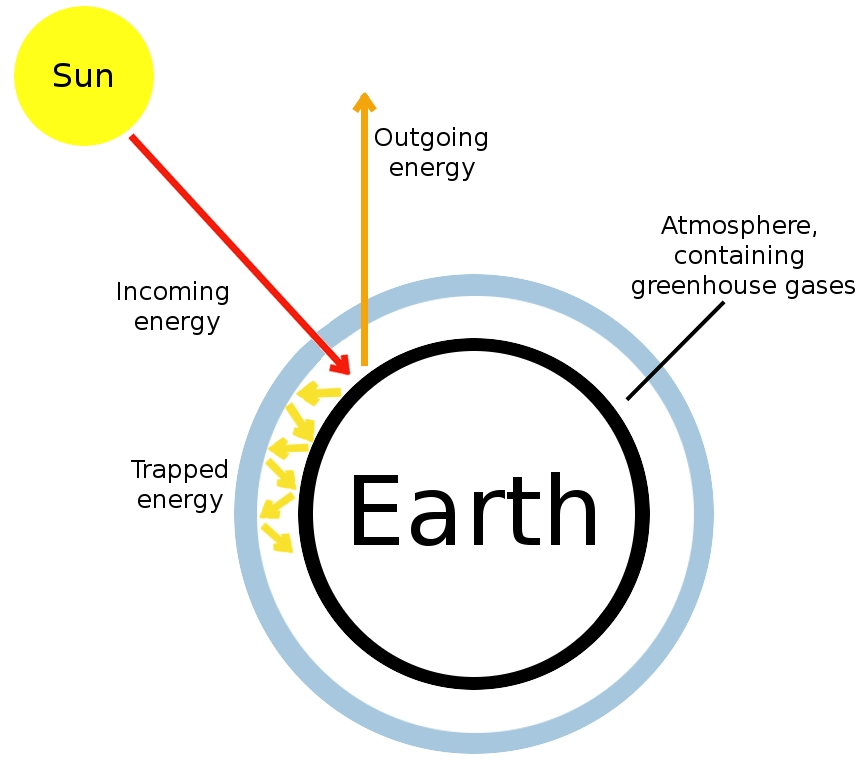 Sun
Outgoing
energy
Atmosphere,
containing
greenhouse gases
Incoming
energy
Trapped
energy
Earth